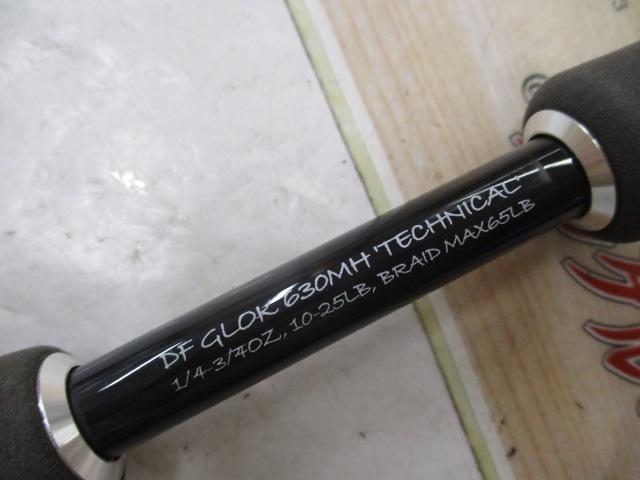 DF GLOK 630MH 'TECHNICAL'
1/4-3/4OZ, 10-25LB, BRAID MAX65LB